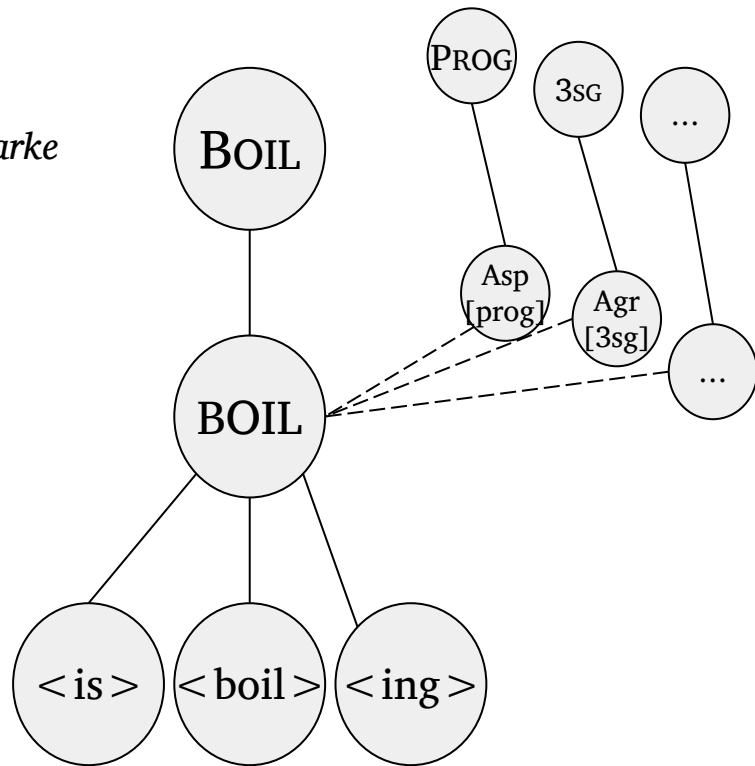 PROG
3SG
...
arke
BOIL
Asp
[prog]
Agr
[3sg]
...
BOIL
<is>
<boil>
<ing>